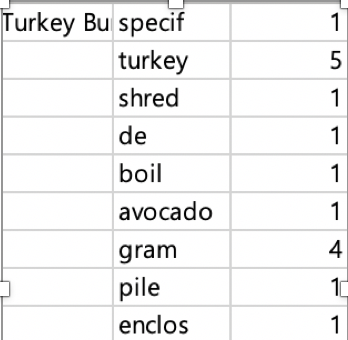 Turkey Bu specif 1
turkey 5
shred 1
de 1
boil 1
avocado 1
gram 4
pile 1
enclos 1